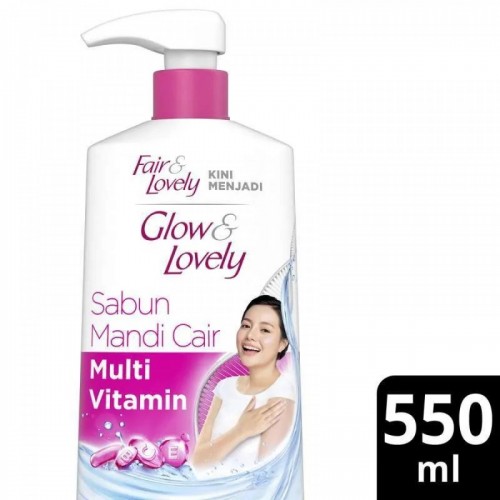 Fair &
Lovely
KINI
MENJADI
Glow &
Lovely
Sabun
Mandi Cair
Multi
Vitamin
E
550
ml